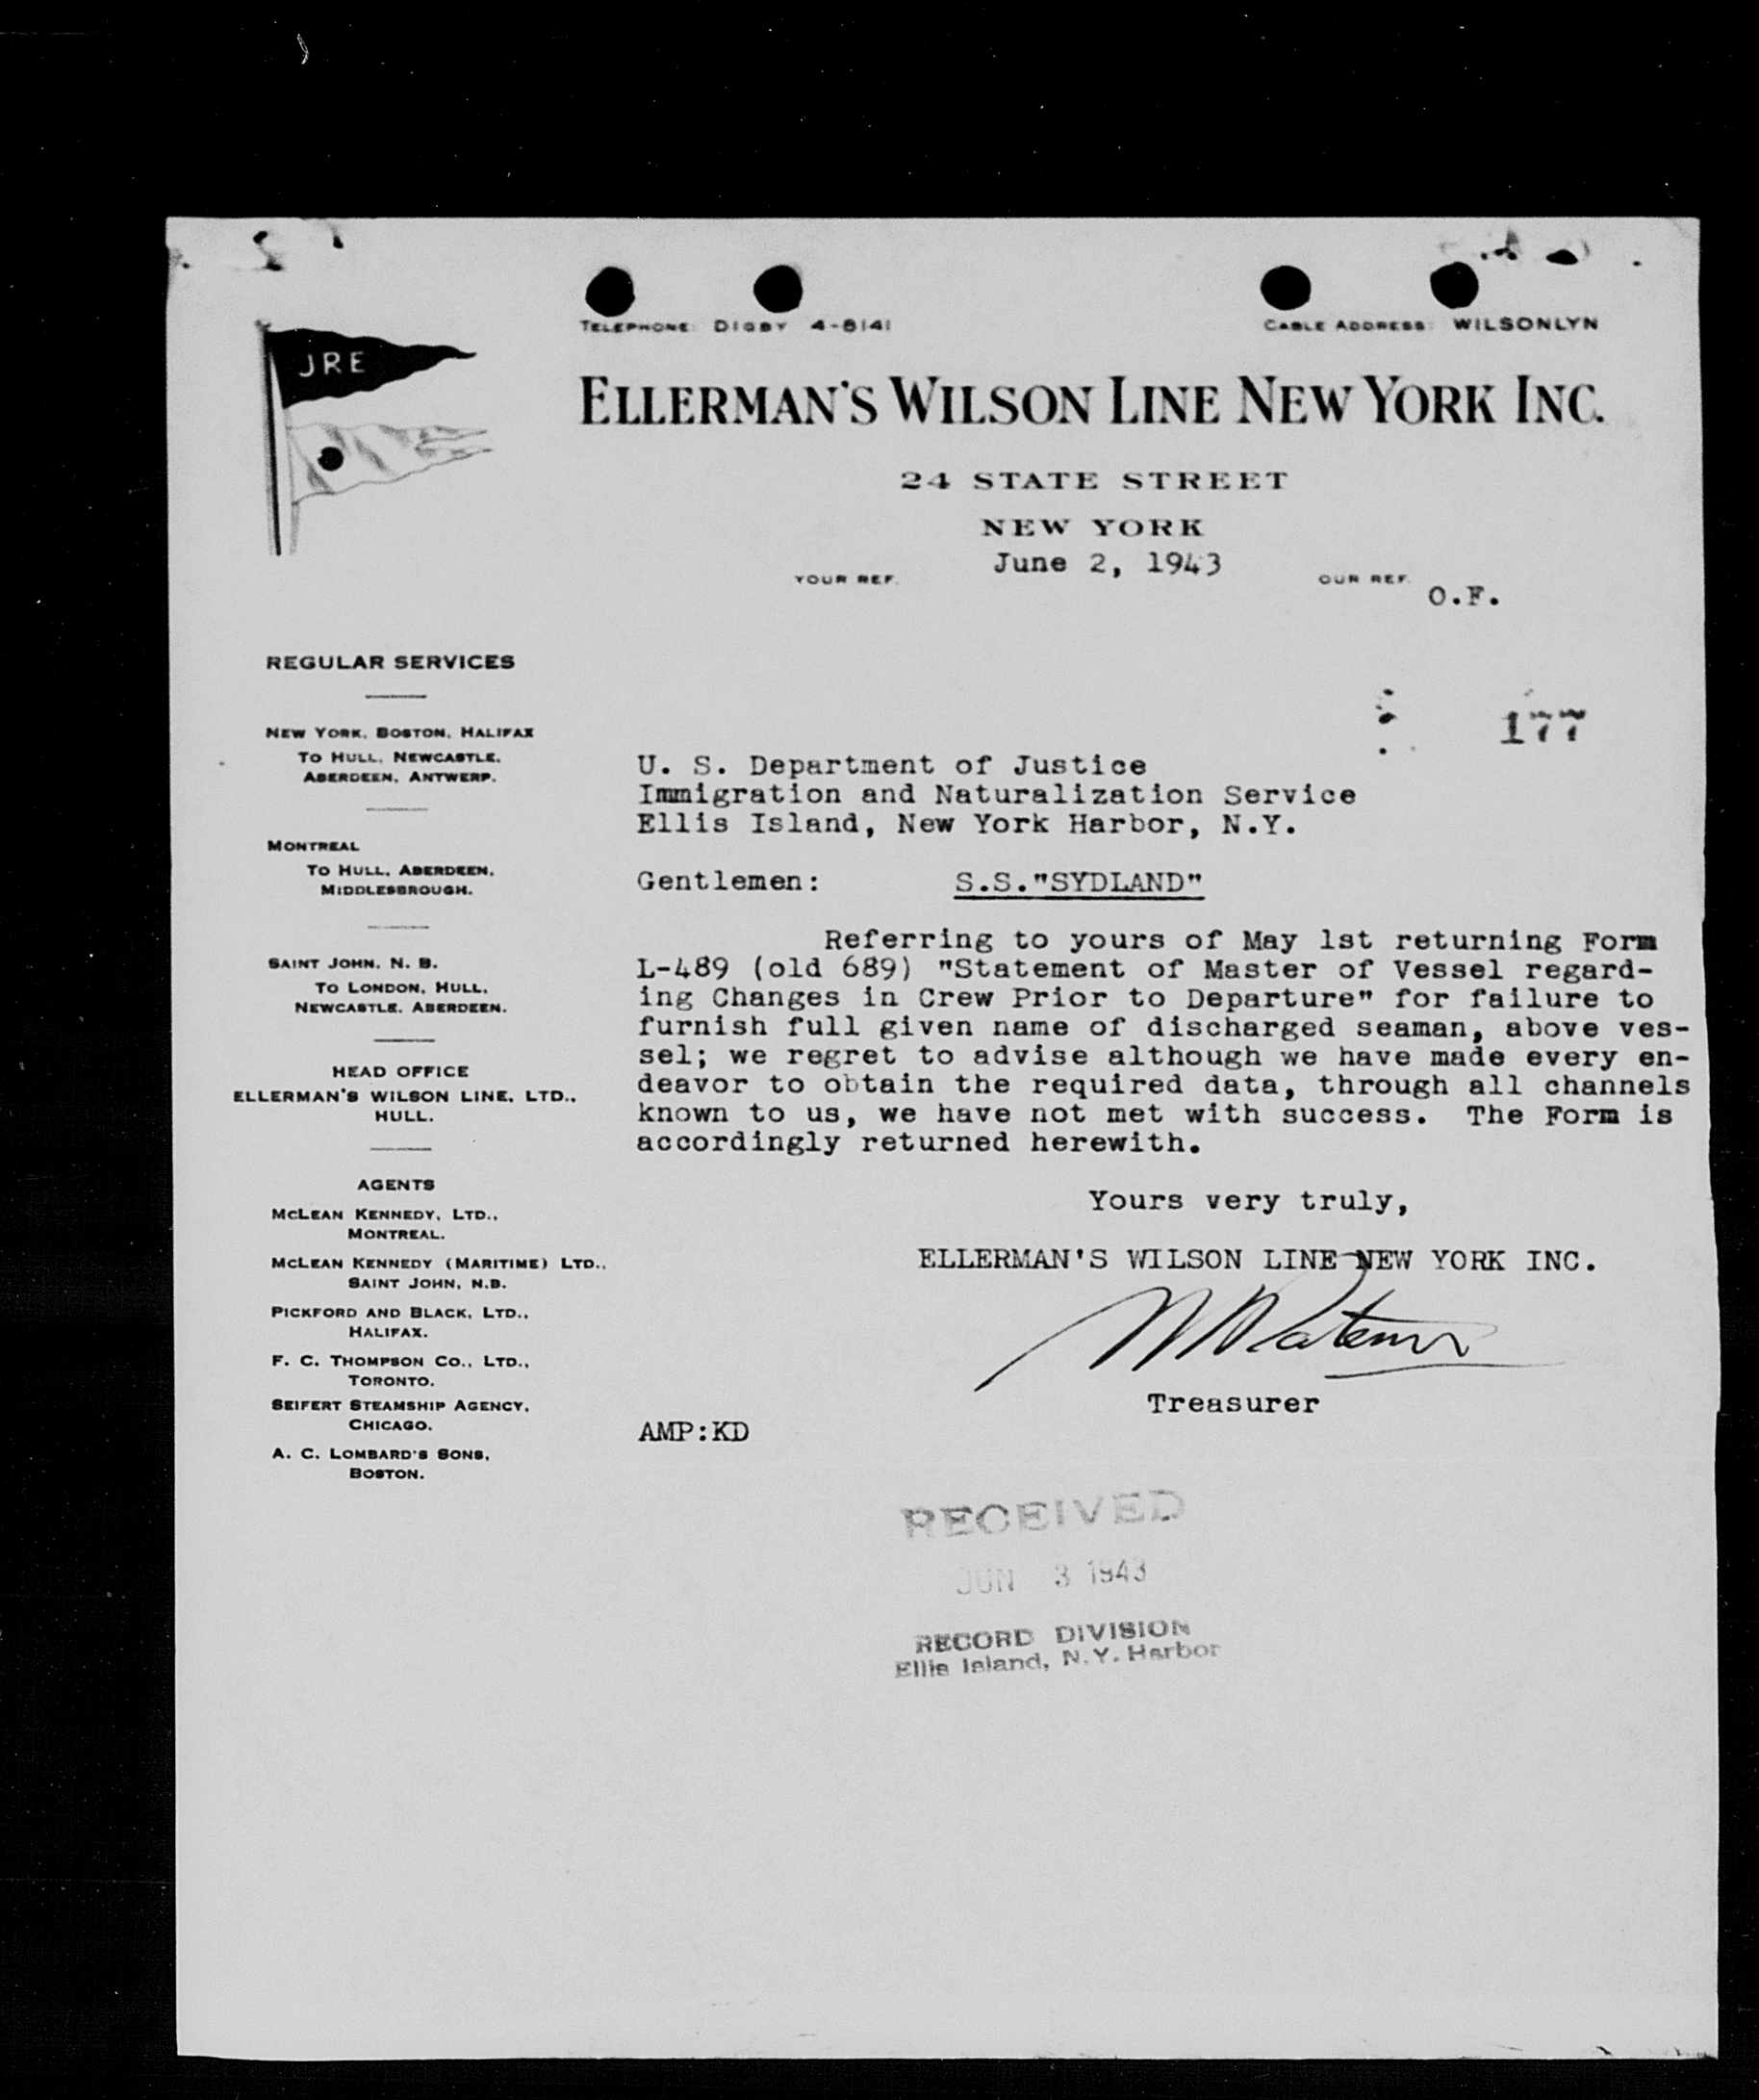 TELEPHONE: DIGBY 4-8141
CABLE ADDRESS: WILSONLYN
JRE
ELLERMAN'S WILSON LINE NEW YORK INC.
24 STATE STREET
NEW YORK
June 2, 1943
YOUR REF.
OUR REF.
O.F.
177
REGULAR SERVICES
NEW YORK, BOSTON, HALIFAX
TO HULL, NEWCASTLE,
ABERDEEN, ANTWERP.
MONTREAL
TO HULL, ABERDEEN,
MIDDLESBROUGH.
SAINT JOHN, N. B.
TO LONDON, HULL,
NEWCASTLE, ABERDEEN.
HEAD OFFICE
ELLERMAN'S WILSON LINE, LTD.,
HULL.
AGENTS
MCLEAN KENNEDY, LTD.,
MONTREAL.
MCLEAN KENNEDY (MARITIME) LTD.,
SAINT JOHN, N.B.
PICKFORD AND BLACK, LTD.,
HALIFAX.
F. C. THOMPSON CO., LTD.,
TORONTO.
SEIFERT STEAMSHIP AGENCY,
CHICAGO.
A. C. LOMBARD'S SONS,
BOSTON.
U. S. Department of Justice
Immigration and Naturalization Service
Ellis Island, New York Harbor, N.Y.
Gentlemen: S.S."SYDLAND"
Referring to yours of May 1st returning Form
L-489 (old 689) "Statement of Master of Vessel regard-
ing Changes in Crew Prior to Departure" for failure to
furnish full given name of discharged seaman, above ves-
sel; we regret to advise although we have made every en-
deavor to obtain the required data, through all channels
known to us, we have not met with success. The Form is
accordingly returned herewith.
Yours very truly,
ELLERMAN'S WILSON LINE NEW YORK INC.
Treasurer
AMP:KD
RECEIVED
JUN 3 1943
RECORD DIVISION
Ellis Island, N.Y. Harbor